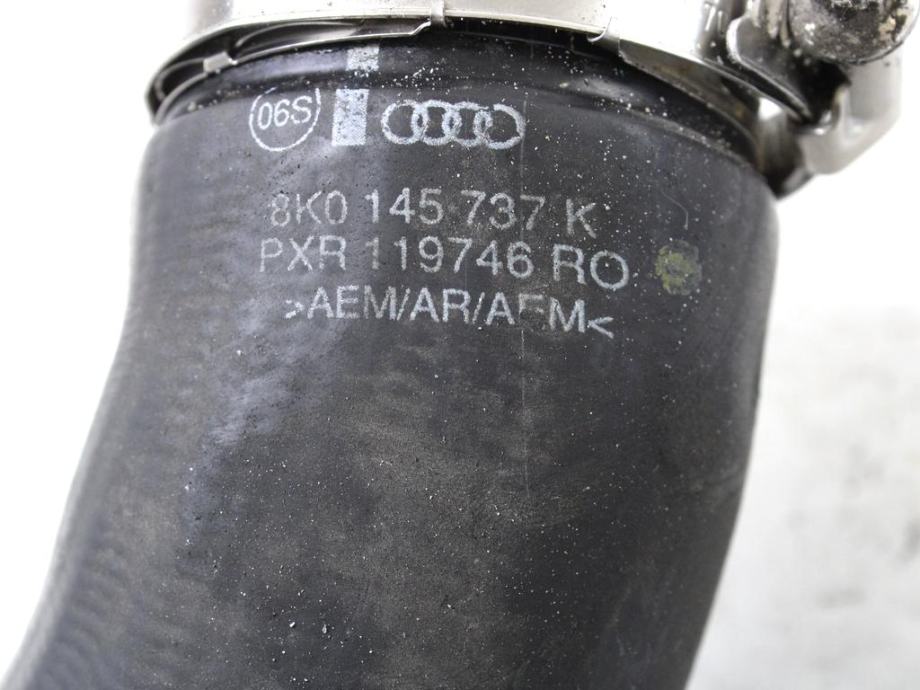 06S
8K0 145 737 K
PXR 119746 RO
>AEM/AR/AEM<